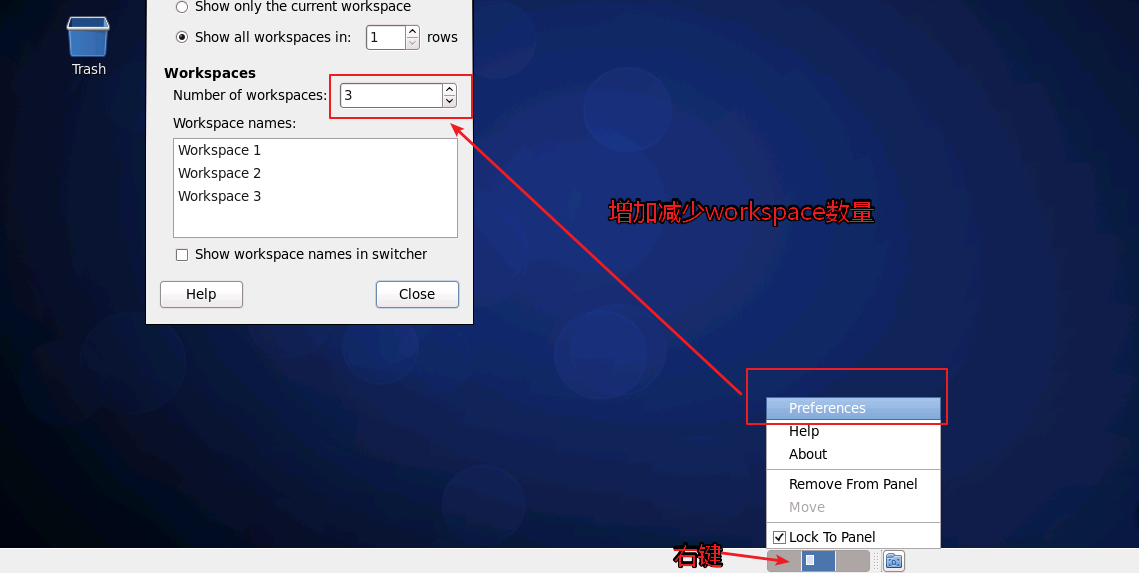 Show only the current workspace
Show all workspaces in: 1 rows
Trash
Workspaces
Number of workspaces: 3
Workspace names:
Workspace 1
Workspace 2
Workspace 3
增加减少workspace数量
Show workspace names in switcher
Help Close
Preferences
Help
About
Remove From Panel
Move
Lock To Panel
右键